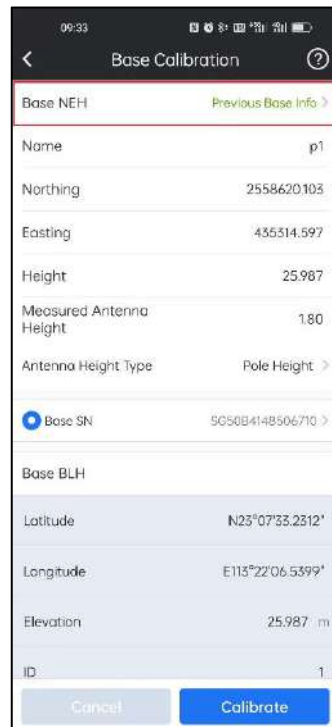 09:33
Base Calibration
Base NEH Previous Base Info >
Name p1
Northing 2558620.103
Easting 435314.597
Height 25.987
Measured Antenna
Height 1.80
Antenna Height Type Pole Height >
Base SN SG50B4148506710 >
Base BLH
Latitude N23°07'33.2312"
Longitude E113°22'06.5399"
Elevation 25.987 m
ID 1
Cancel Calibrate